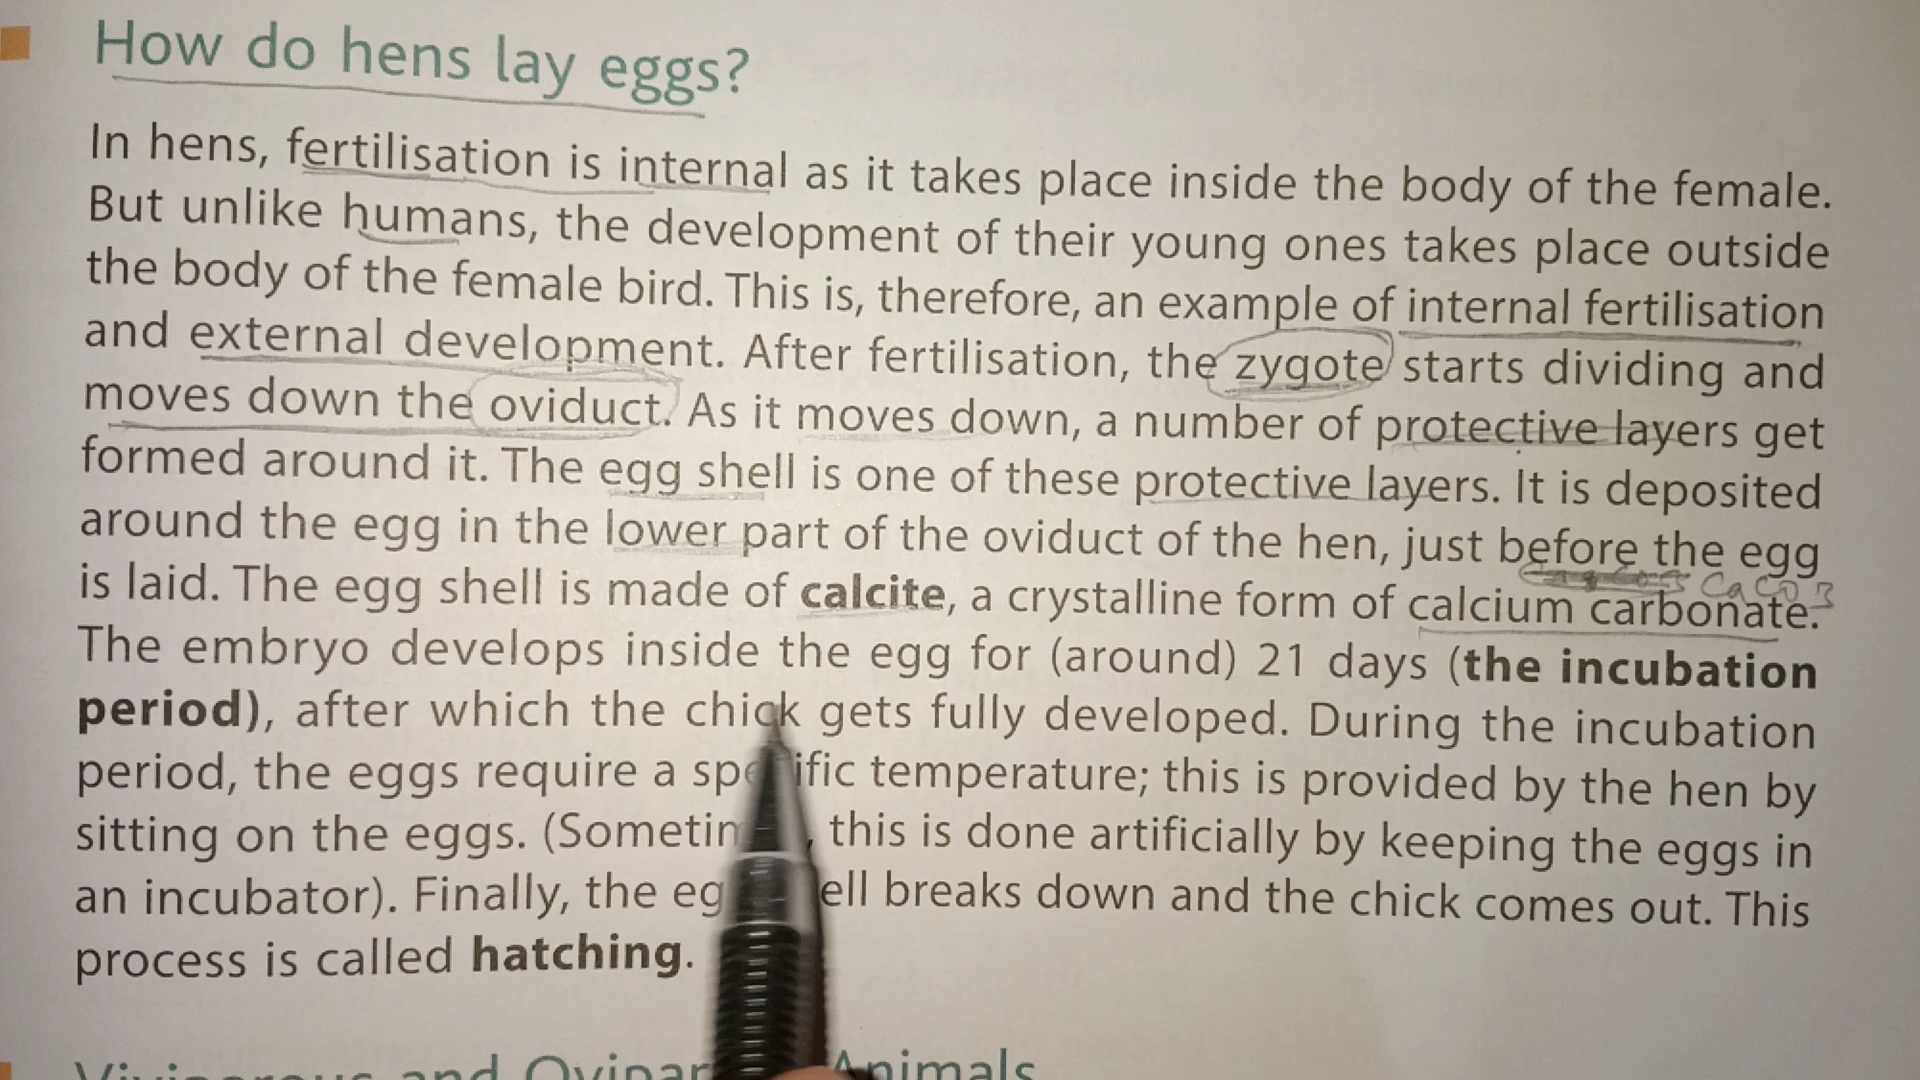 How do hens lay eggs?
In hens, fertilisation is internal as it takes place inside the body of the female.
But unlike humans, the development of their young ones takes place outside
the body of the female bird. This is, therefore, an example of internal fertilisation
and external development. After fertilisation, the zygote starts dividing and
moves down the oviduct. As it moves down, a number of protective layers get
formed around it. The egg shell is one of these protective layers. It is deposited
around the egg in the lower part of the oviduct of the hen, just before the egg
CaCO3
is laid. The egg shell is made of calcite, a crystalline form of calcium carbonate.
The embryo develops inside the egg for (around) 21 days (the incubation
period), after which the chick gets fully developed. During the incubation
period, the eggs require a specific temperature; this is provided by the hen by
sitting on the eggs. (Sometim , this is done artificially by keeping the eggs in
an incubator). Finally, the eg ell breaks down and the chick comes out. This
process is called hatching.
Viviparous and Ovipar Animals